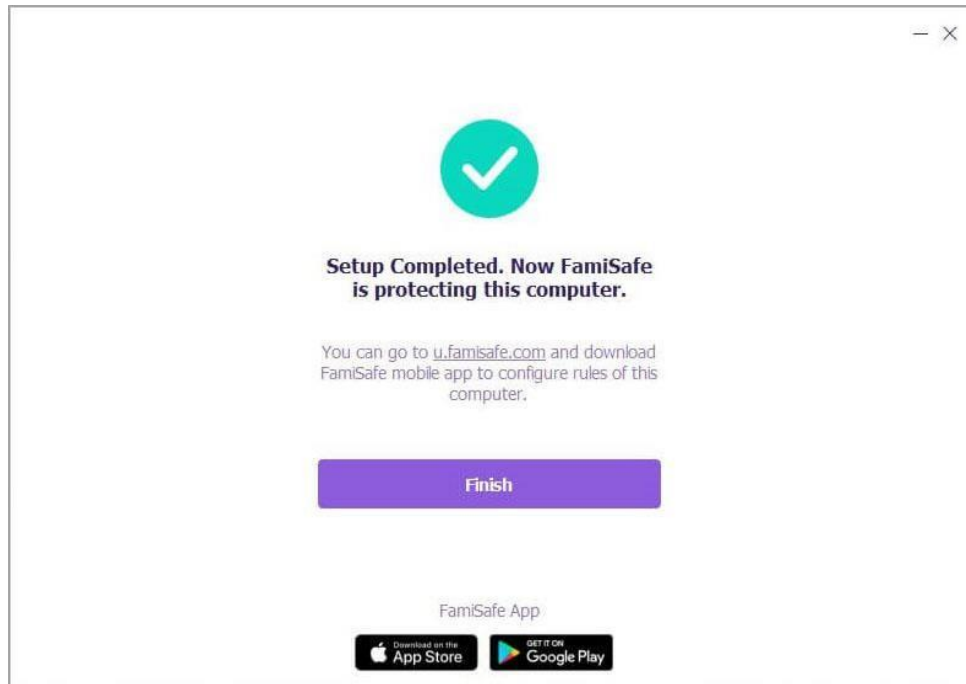 Setup Completed. Now FamiSafe
is protecting this computer.
You can go to u.famisafe.com and download
FamiSafe mobile app to configure rules of this
computer.
Finish
FamiSafe App
Download on the
App Store
GET IT ON
Google Play